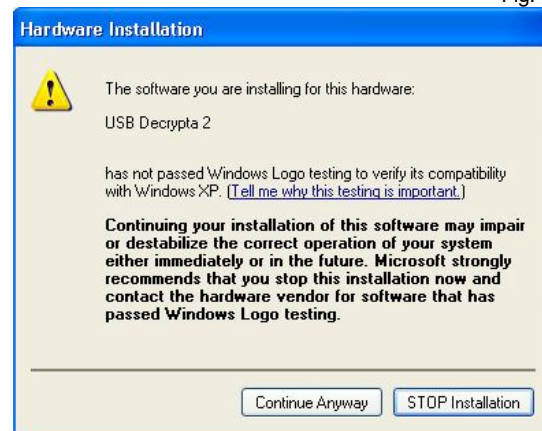 Fig.
Hardware Installation
The software you are installing for this hardware:
USB Decrypta 2
has not passed Windows Logo testing to verify its compatibility
with Windows XP. (Tell me why this testing is important.)
Continuing your installation of this software may impair
or destabilize the correct operation of your system
either immediately or in the future. Microsoft strongly
recommends that you stop this installation now and
contact the hardware vendor for software that has
passed Windows Logo testing.
Continue Anyway
STOP Installation